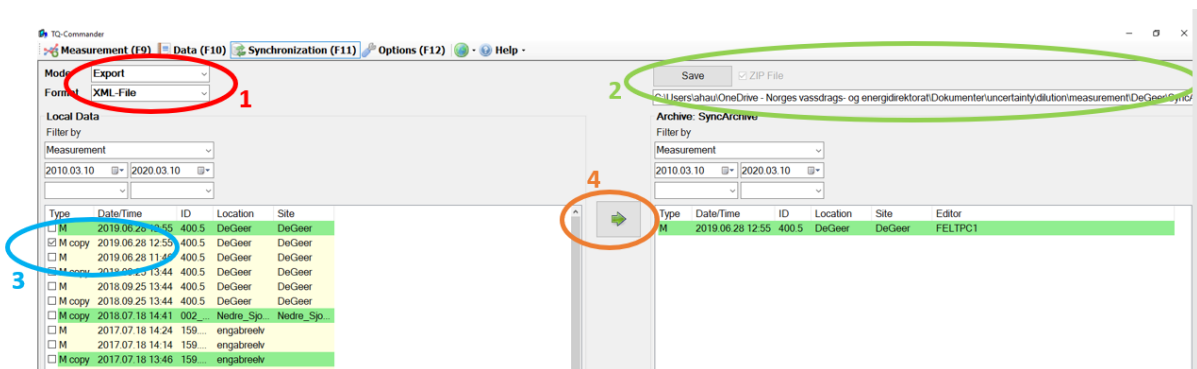 TQ-Commander
Measurement (F9) Data (F10) Synchronization (F11) Options (F12) Help
Mode Export
Format XML-File
1
Save ZIP File
2
C:\Users\ahau\OneDrive - Norges vassdrags- og energidirektorat\Dokumenter\uncertainty\dilution\measurement\DeGeer\SyncA
Local Data
Filter by
Measurement
2010.03.10 2020.03.10
Archive: SyncArchive
Filter by
Measurement
2010.03.10 2020.03.10
4
Type Date/Time ID Location Site
M 2019.06.28 12:55 400.5 DeGeer DeGeer
M copy 2019.06.28 12:55 400.5 DeGeer DeGeer
M 2019.06.28 11:46 400.5 DeGeer DeGeer
M copy 2018.09.25 13:44 400.5 DeGeer DeGeer
M 2018.09.25 13:44 400.5 DeGeer DeGeer
M copy 2018.09.25 13:44 400.5 DeGeer DeGeer
M copy 2018.07.18 14:41 002_... Nedre_Sjo... Nedre_Sjo...
M 2017.07.18 14:24 159.... engabreelv
M 2017.07.18 14:14 159.... engabreelv
M copy 2017.07.18 13:46 159.... engabreelv
3
Type Date/Time ID Location Site Editor
M 2019.06.28 12:55 400.5 DeGeer DeGeer FELTPC1